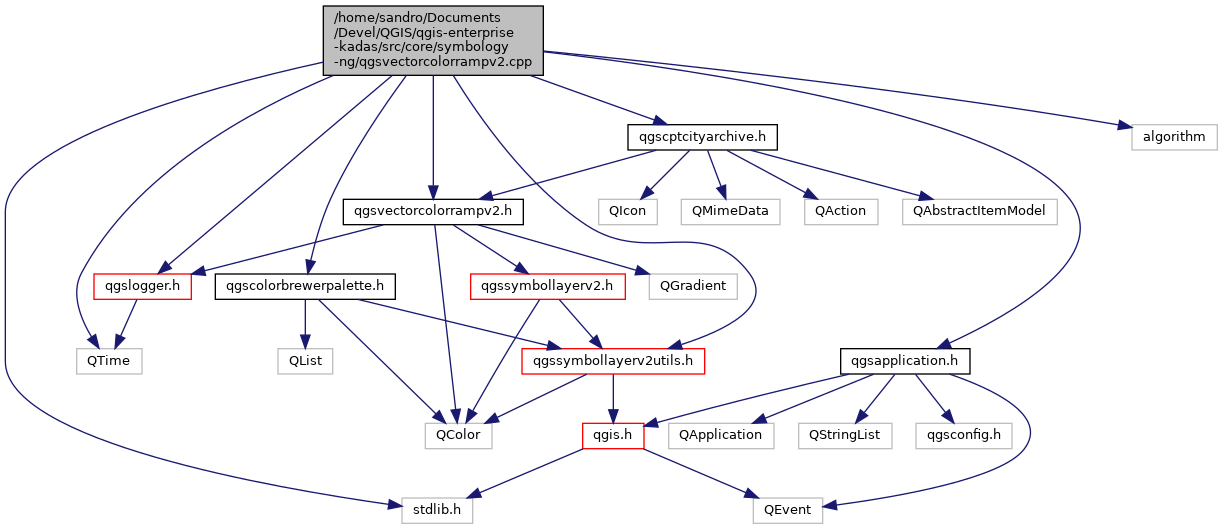 /home/sandro/Documents
/Devel/QGIS/qgis-enterprise
-kadas/src/core/symbology
-ng/qgsvectorcolorrampv2.cpp
qgscptcityarchive.h
algorithm
qgsvectorcolorrampv2.h
QIcon
QMimeData
QAction
QAbstractItemModel
qgslogger.h
qgscolorbrewerpalette.h
qgssymbollayerv2.h
QGradient
QTime
QList
qgssymbollayerv2utils.h
qgsapplication.h
QColor
qgis.h
QApplication
QStringList
qgsconfig.h
stdlib.h
QEvent